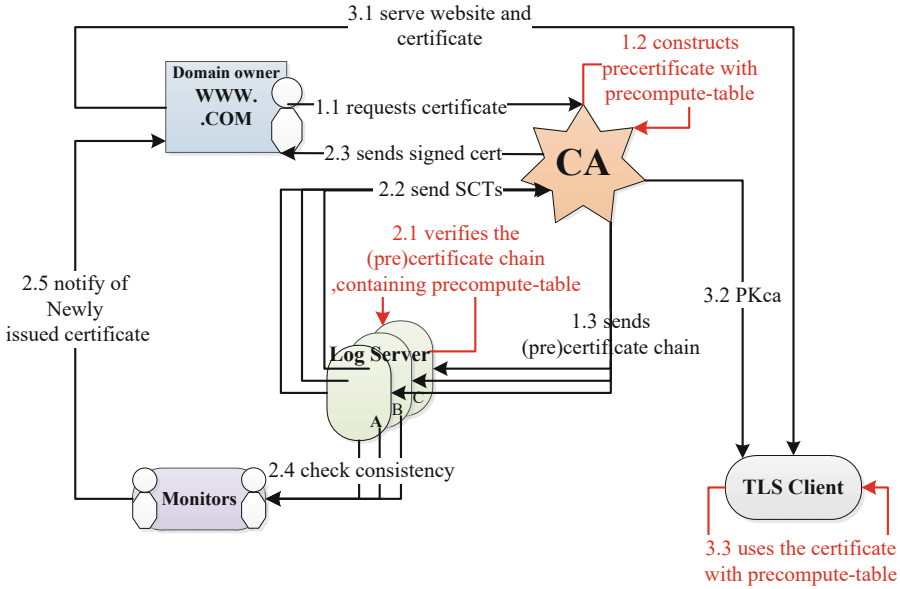 3.1 serve website and
certificate
1.2 constructs
precertificate with
precompute-table
Domain owner
WWW.
.COM
1.1 requests certificate
CA
2.3 sends signed cert
2.2 send SCTs
2.1 verifies the
(pre)certificate chain
,containing precompute-table
2.5 notify of
Newly
issued certificate
3.2 PKca
1.3 sends
(pre)certificate chain
Log Server
A
B
C
2.4 check consistency
Monitors
TLS Client
3.3 uses the certificate
with precompute-table